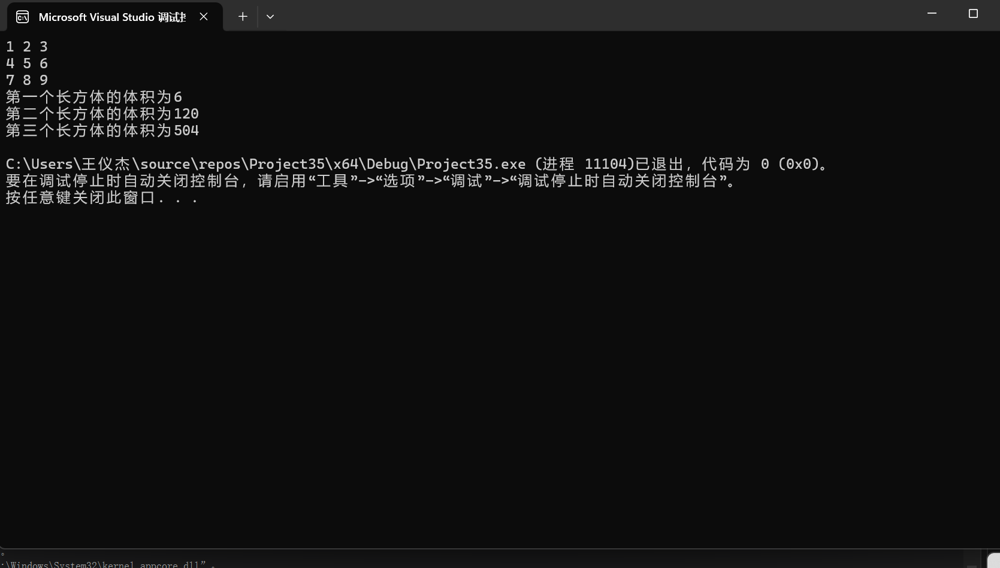 Microsoft Visual Studio 调试
1 2 3
4 5 6
7 8 9
第一个长方体的体积为6
第二个长方体的体积为120
第三个长方体的体积为504
C:\Users\王仪杰\source\repos\Project35\x64\Debug\Project35.exe (进程 11104)已退出，代码为 0 (0x0)。
要在调试停止时自动关闭控制台，请启用“工具”->“选项”->“调试”->“调试停止时自动关闭控制台”。
按任意键关闭此窗口. . .
:\Windows\System32\kernel.appcore.dll”。